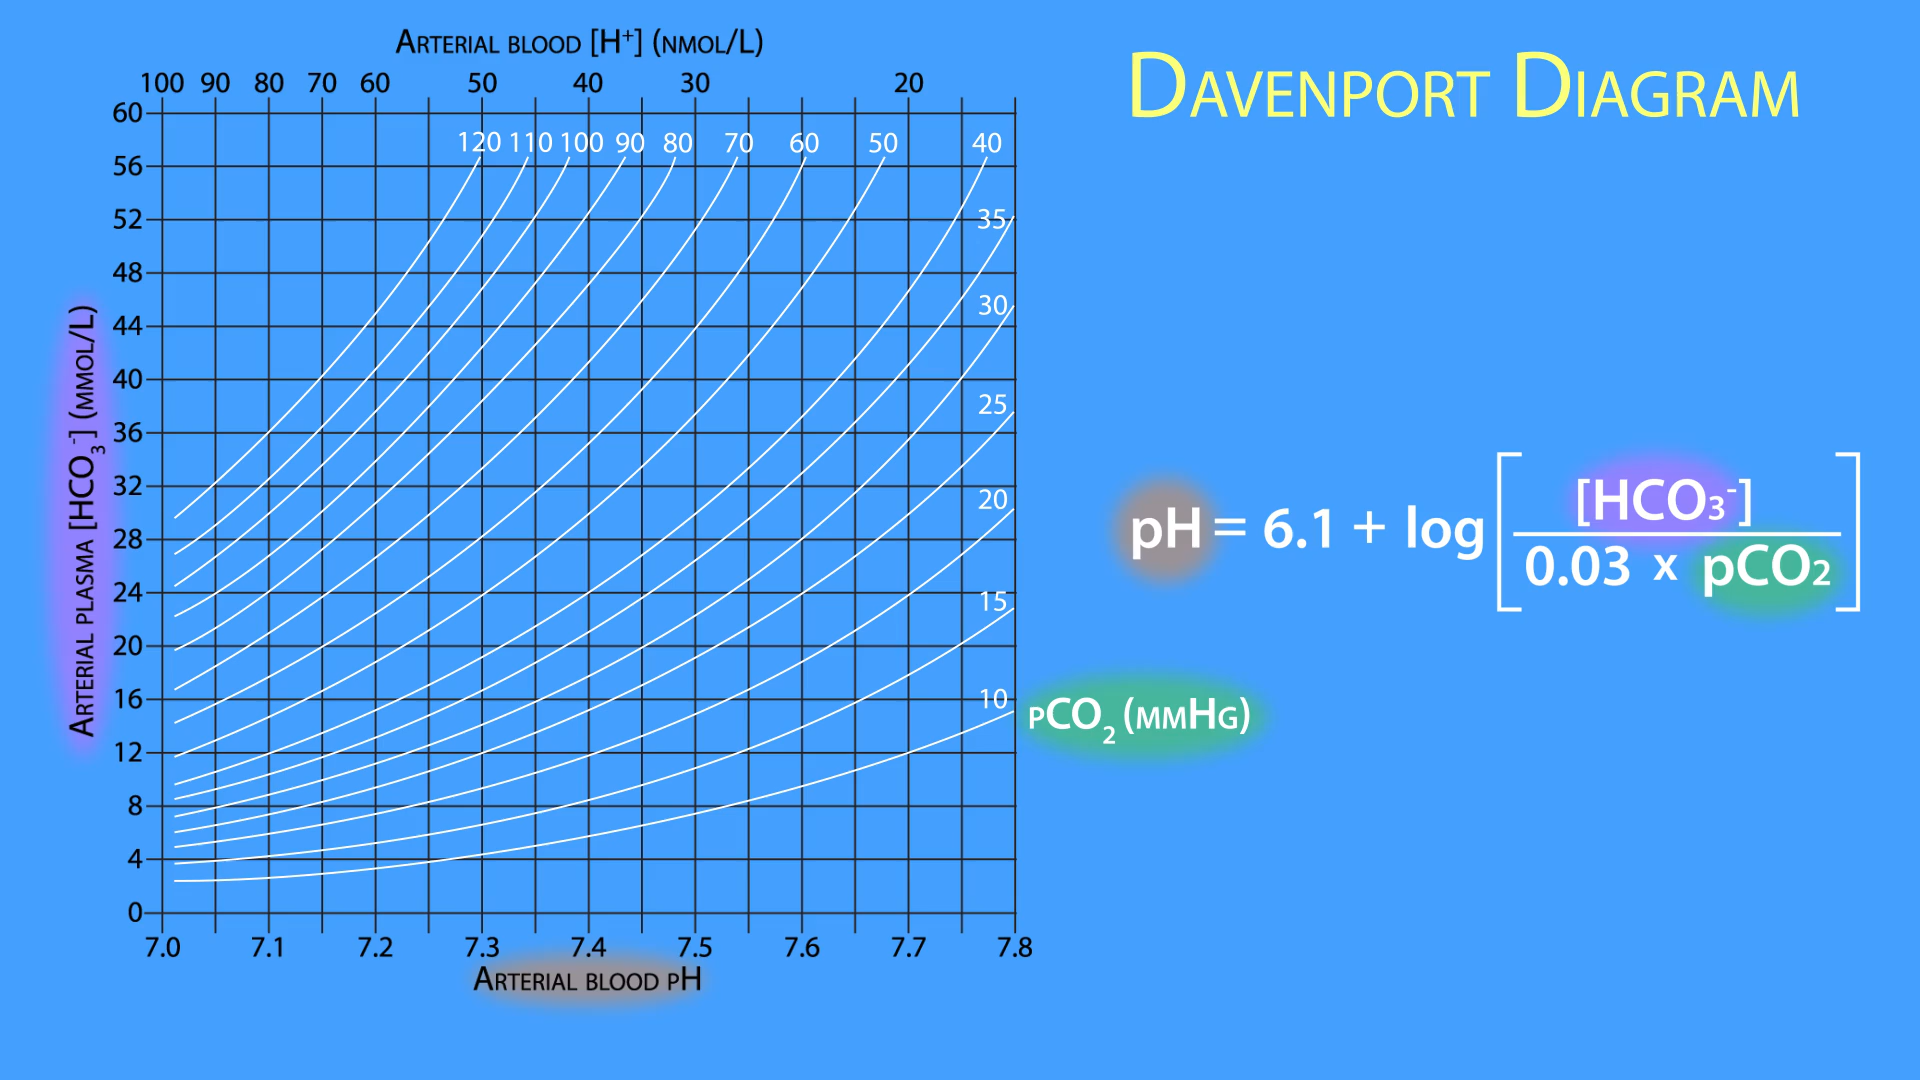 ARTERIAL BLOOD [H+] (NMOL/L)
DAVENPORT DIAGRAM
100 90 80 70 60 50 40 30 20
60
120 110 100 90 80 70 60 50 40
56
52
35
48
30
44
40
25
36
32
20
28
24
15
20
16
10
12
8
4
0
ARTERIAL PLASMA [HCO3-] (MMOL/L)
PCO2 (MMHG)
pH = 6.1 + log [ [HCO3-]
0.03 x pCO2 ]
7.0 7.1 7.2 7.3 7.4 7.5 7.6 7.7 7.8
ARTERIAL BLOOD PH